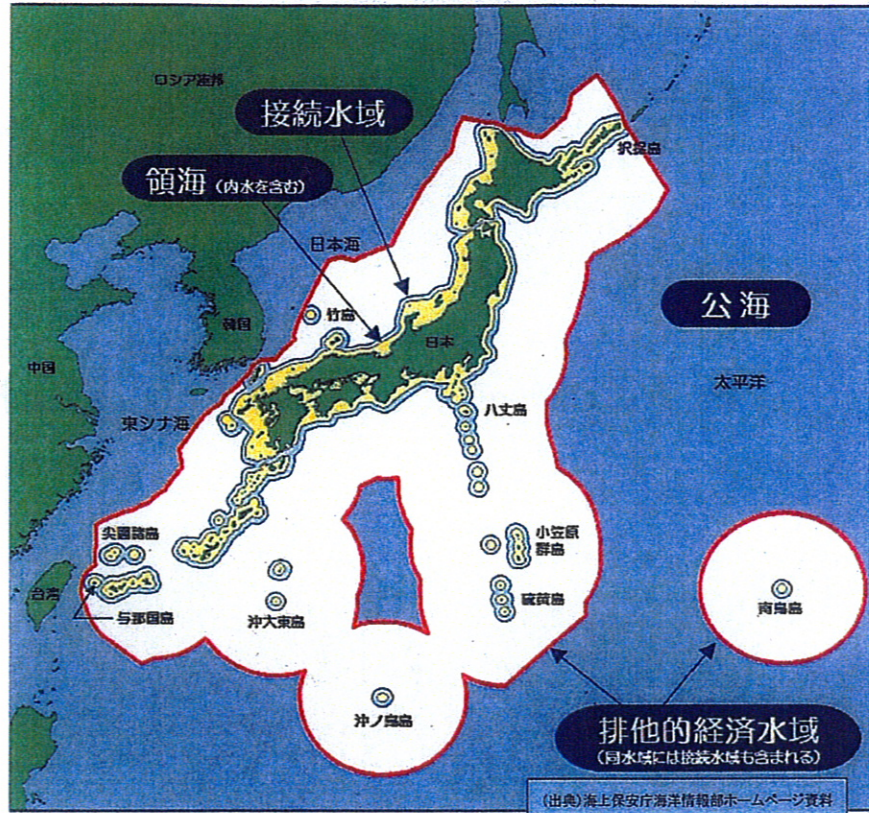 ロシア連邦
接続水域
択捉島
領海（内水を含む）
日本海
竹島
韓国
日本
公海
中国
太平洋
八丈島
東シナ海
尖閣諸島
小笠原
群島
台湾
与那国島
沖大東島
硫黄島
南鳥島
沖ノ鳥島
排他的経済水域
（同水域には接続水域も含まれる）
（出典）海上保安庁海洋情報部ホームページ資料